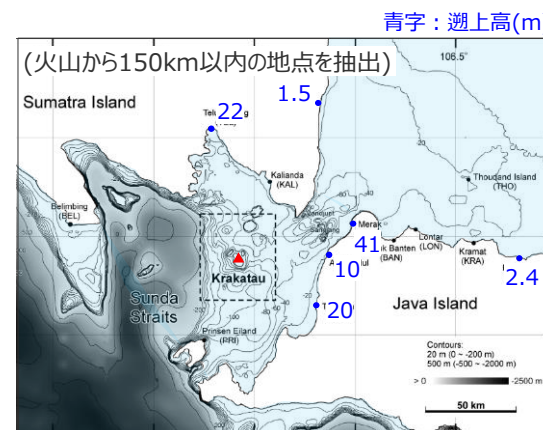 青字：遡上高(m
(火山から150km以内の地点を抽出)
106.5°
Sumatra Island
22
1.5
Kalianda
(KAL)
Thousand Island
(THO)
Belimbing
(BEL)
Merak
41
Banten
(BAN)
Lontar
(LON)
Kramat
(KRA)
10
2.4
Krakatau
Sunda
Straits
20
Java Island
Prinsen Eiland
(PRI)
Contours:
20 m (0 ~ -200 m)
500 m (-500 ~ -2000 m)
> 0
-2500 m
50 km